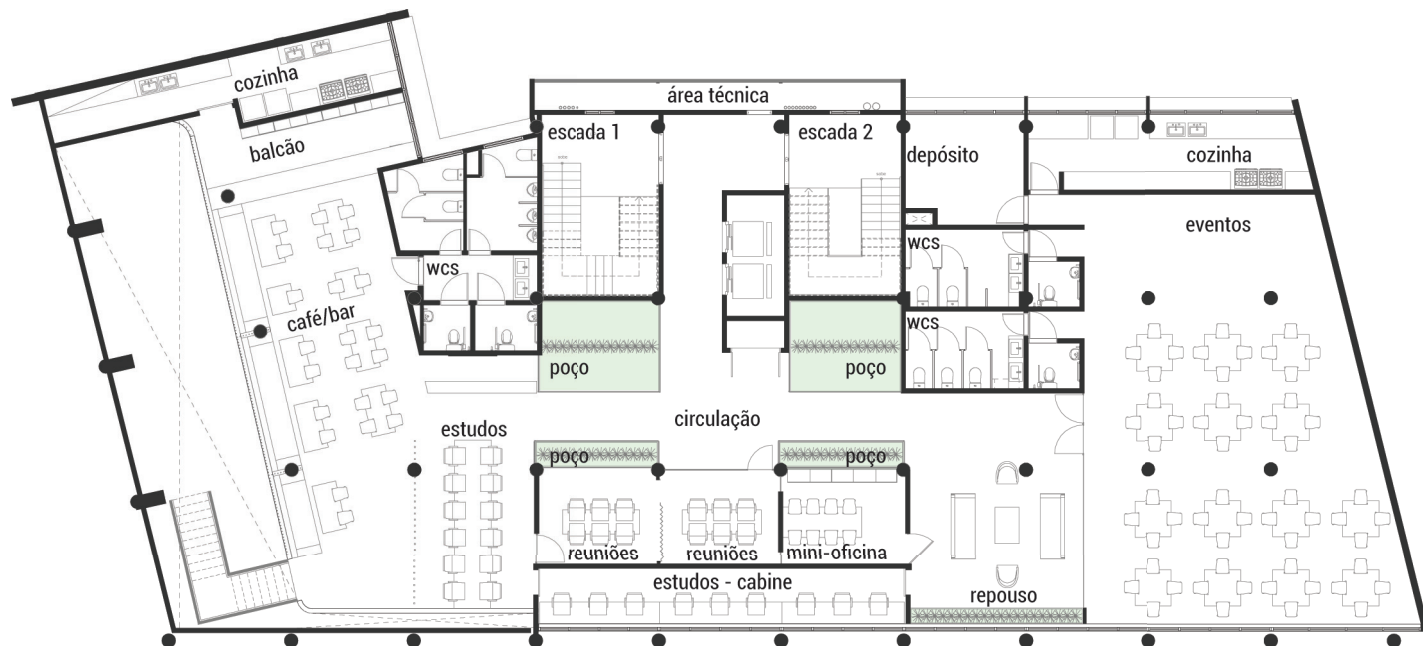 cozinha
área técnica
escada 1
escada 2
balcão
depósito
cozinha
eventos
wcs
wcs
café/bar
wcs
poço
poço
circulação
estudos
poço
poço
reuniões
reuniões
mini-oficina
estudos - cabine
repouso